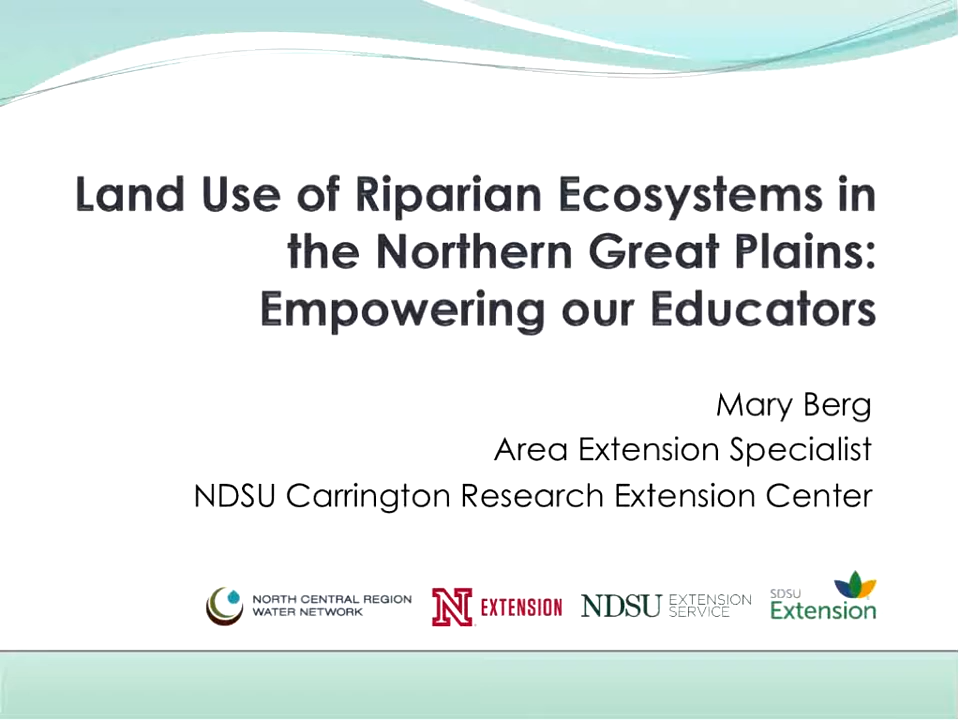 Land Use of Riparian Ecosystems in
the Northern Great Plains:
Empowering our Educators
Mary Berg
Area Extension Specialist
NDSU Carrington Research Extension Center
NORTH CENTRAL REGION
WATER NETWORK
N EXTENSION
NDSU EXTENSION
SERVICE
SDSU
Extension